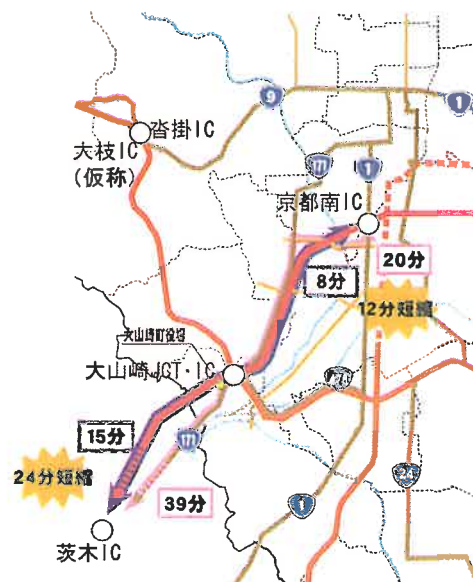 9
1
沓掛IC
大枝IC
(仮称)
171
1
京都南IC
20分
8分
12分短縮
大山崎町役場
大山崎JCT・IC
15分
171
24分短縮
39分
1
24
茨木IC